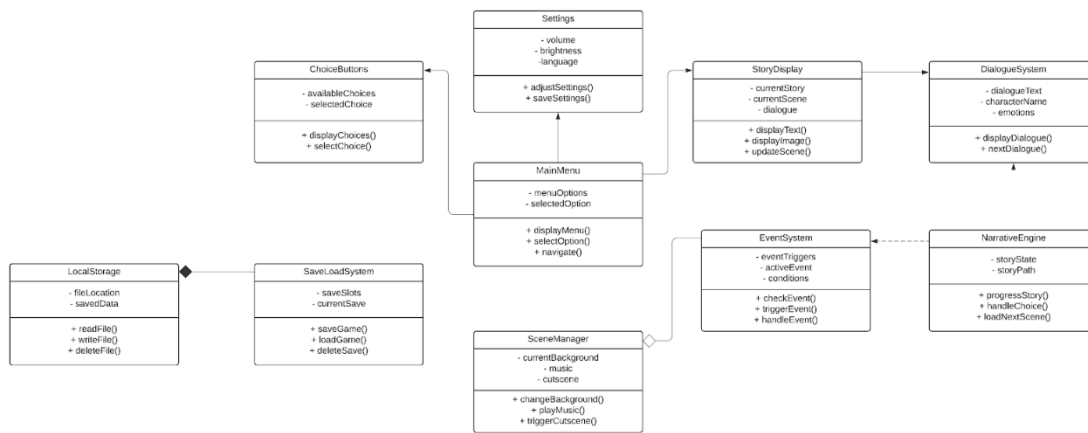 Settings
- volume
- brightness
-language
+ adjustSettings()
+ saveSettings()
ChoiceButtons
- availableChoices
- selectedChoice
+ displayChoices()
+ selectChoice()
StoryDisplay
- currentStory
- currentScene
- dialogue
+ displayText()
+ displayImage()
+ updateScene()
DialogueSystem
- dialogueText
- characterName
- emotions
+ displayDialogue()
+ nextDialogue()
MainMenu
- menuOptions
- selectedOption
+ displayMenu()
+ selectOption()
+ navigate()
EventSystem
- eventTriggers
- activeEvent
- conditions
+ checkEvent()
+ triggerEvent()
+ handleEvent()
NarrativeEngine
- storyState
- storyPath
+ progressStory()
+ handleChoice()
+ loadNextScene()
LocalStorage
- fileLocation
- savedData
+ readFile()
+ writeFile()
+ deleteFile()
SaveLoadSystem
- saveSlots
- currentSave
+ saveGame()
+ loadGame()
+ deleteSave()
SceneManager
- currentBackground
- music
- cutscene
+ changeBackground()
+ playMusic()
+ triggerCutscene()